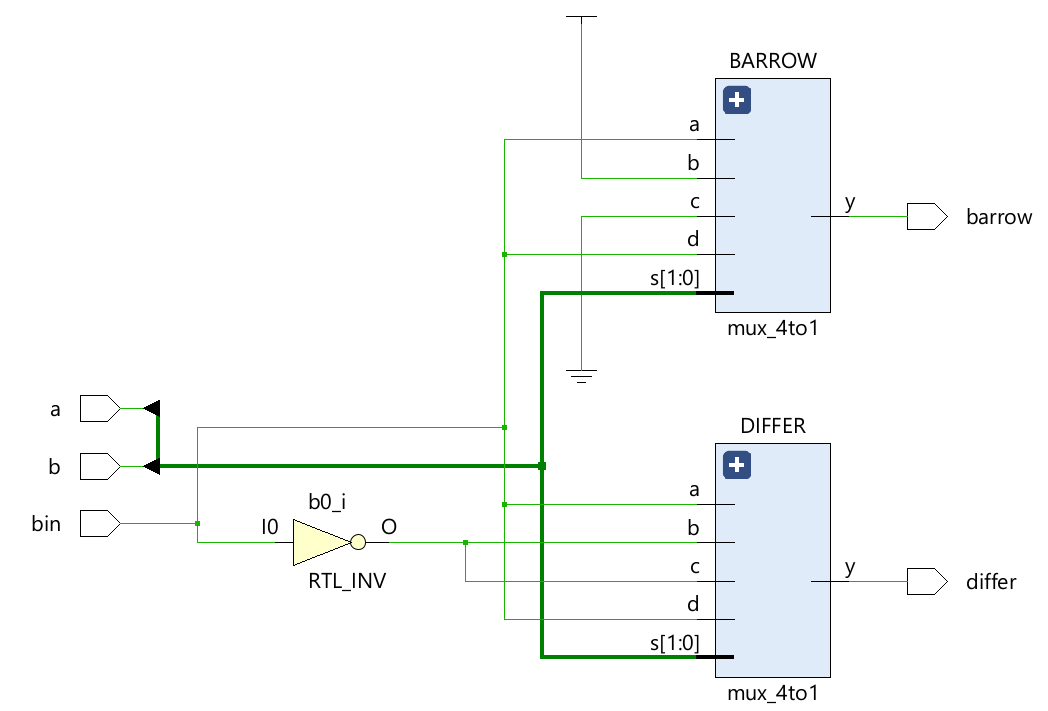 BARROW
a
b
c
d
s[1:0]
y
barrow
mux_4to1
a
b
bin
I0
b0_i
O
RTL_INV
DIFFER
a
b
c
d
s[1:0]
y
differ
mux_4to1